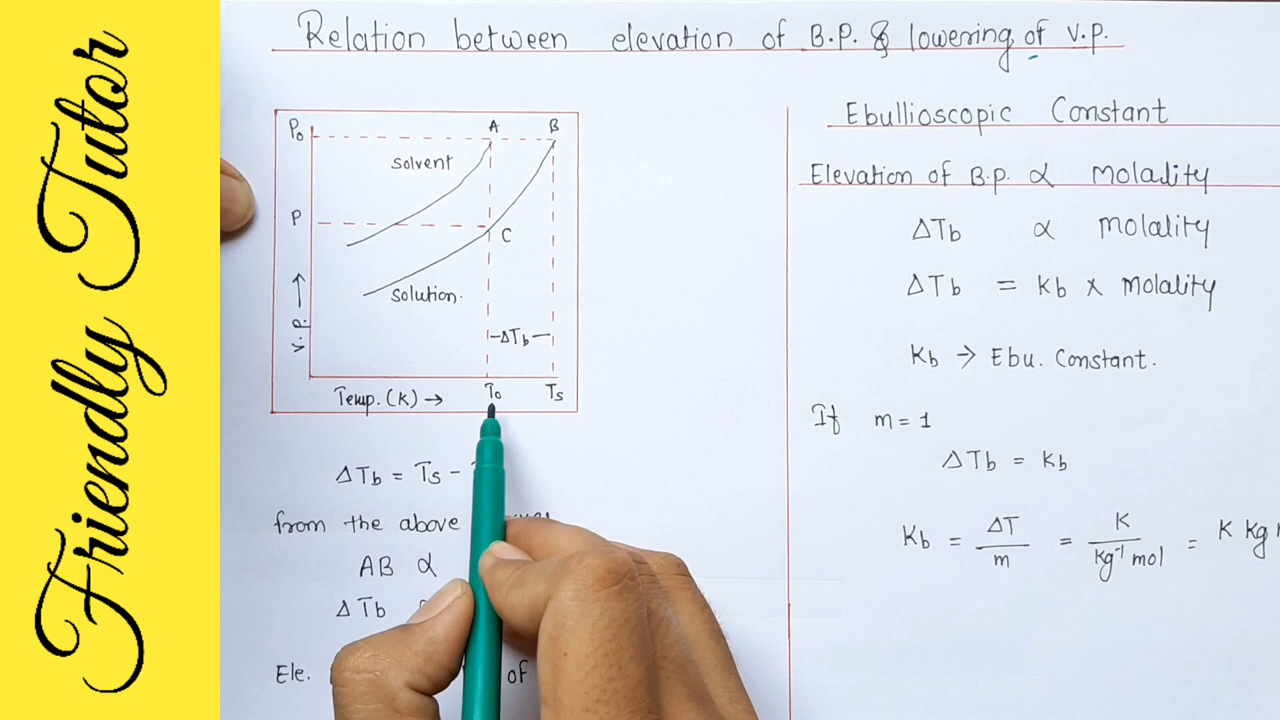 Friendly Tutor
Relation between elevation of B.P. & lowering of V.P.
P₀
A
B
solvent
P
C
solution.
V.P.
ΔTb
Temp. (K) →
T₀
Ts
ΔTb = Ts -
from the above
AB ∝
ΔTb
Ele.
of
Ebullioscopic Constant
Elevation of B.p. ∝ molality
ΔTb ∝ molality
ΔTb = Kb × molality
Kb → Ebu. Constant.
If m = 1
ΔTb = Kb
Kb = ΔT/m = K/kg⁻¹ mol = K kg